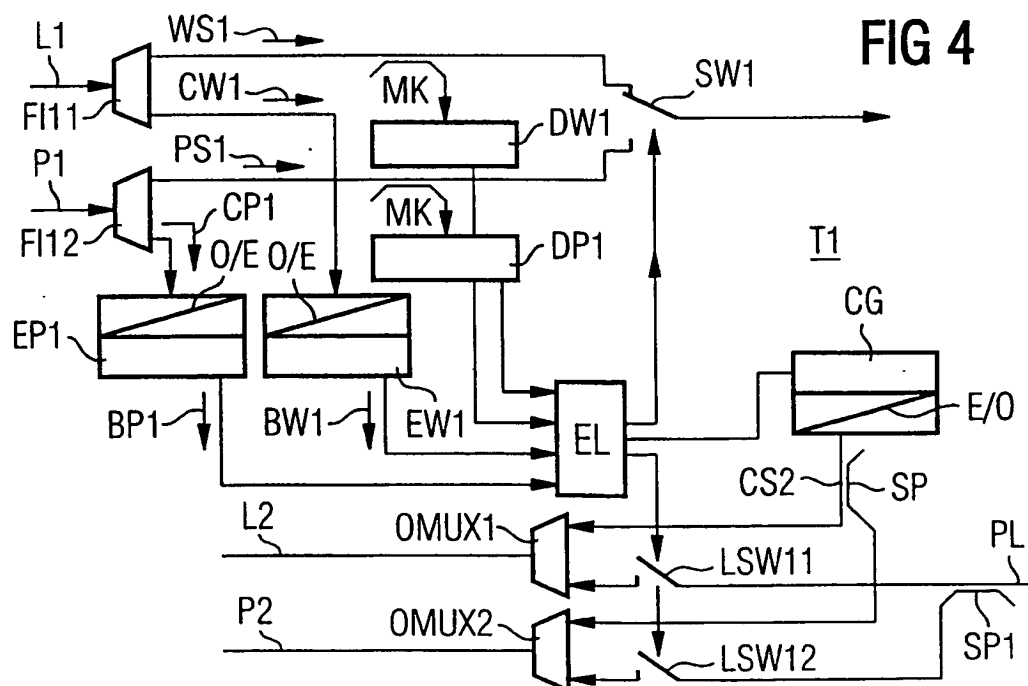 FIG 4
WS1
L1
CW1
MK
SW1
FI11
DW1
PS1
P1
CP1
MK
FI12
DP1
O/E O/E
T1
CG
EP1
EW1
E/O
BP1
BW1
EL
CS2
SP
L2
OMUX1
LSW11
PL
P2
OMUX2
LSW12
SP1